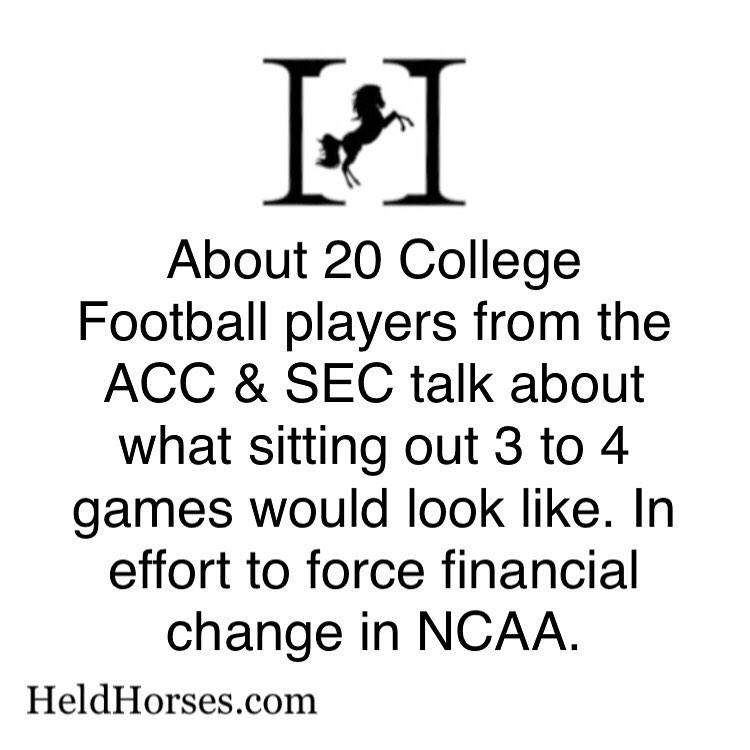 H
About 20 College
Football players from the
ACC & SEC talk about
what sitting out 3 to 4
games would look like. In
effort to force financial
change in NCAA.
HeldHorses.com